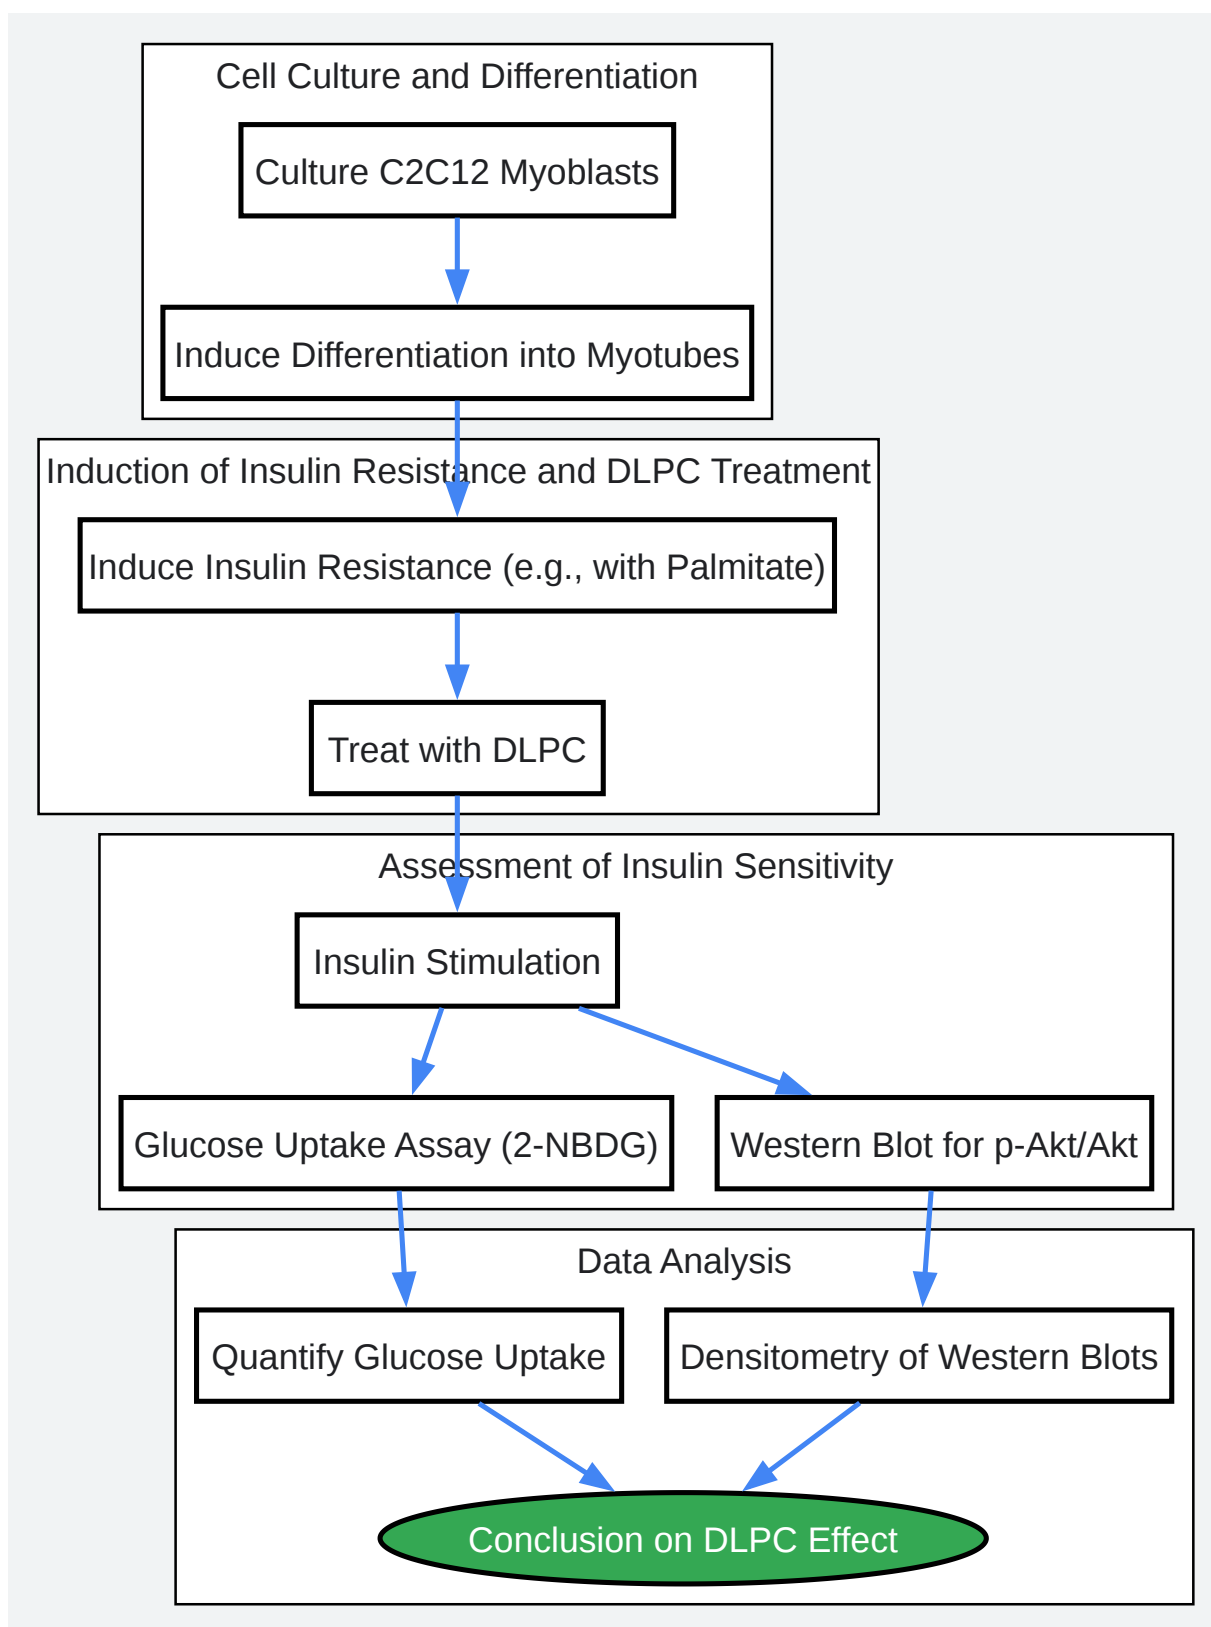 Cell Culture and Differentiation
Culture C2C12 Myoblasts
Induce Differentiation into Myotubes
Induction of Insulin Resistance and DLPC Treatment
Induce Insulin Resistance (e.g., with Palmitate)
Treat with DLPC
Assessment of Insulin Sensitivity
Insulin Stimulation
Glucose Uptake Assay (2-NBDG)
Western Blot for p-Akt/Akt
Data Analysis
Quantify Glucose Uptake
Densitometry of Western Blots
Conclusion on DLPC Effect